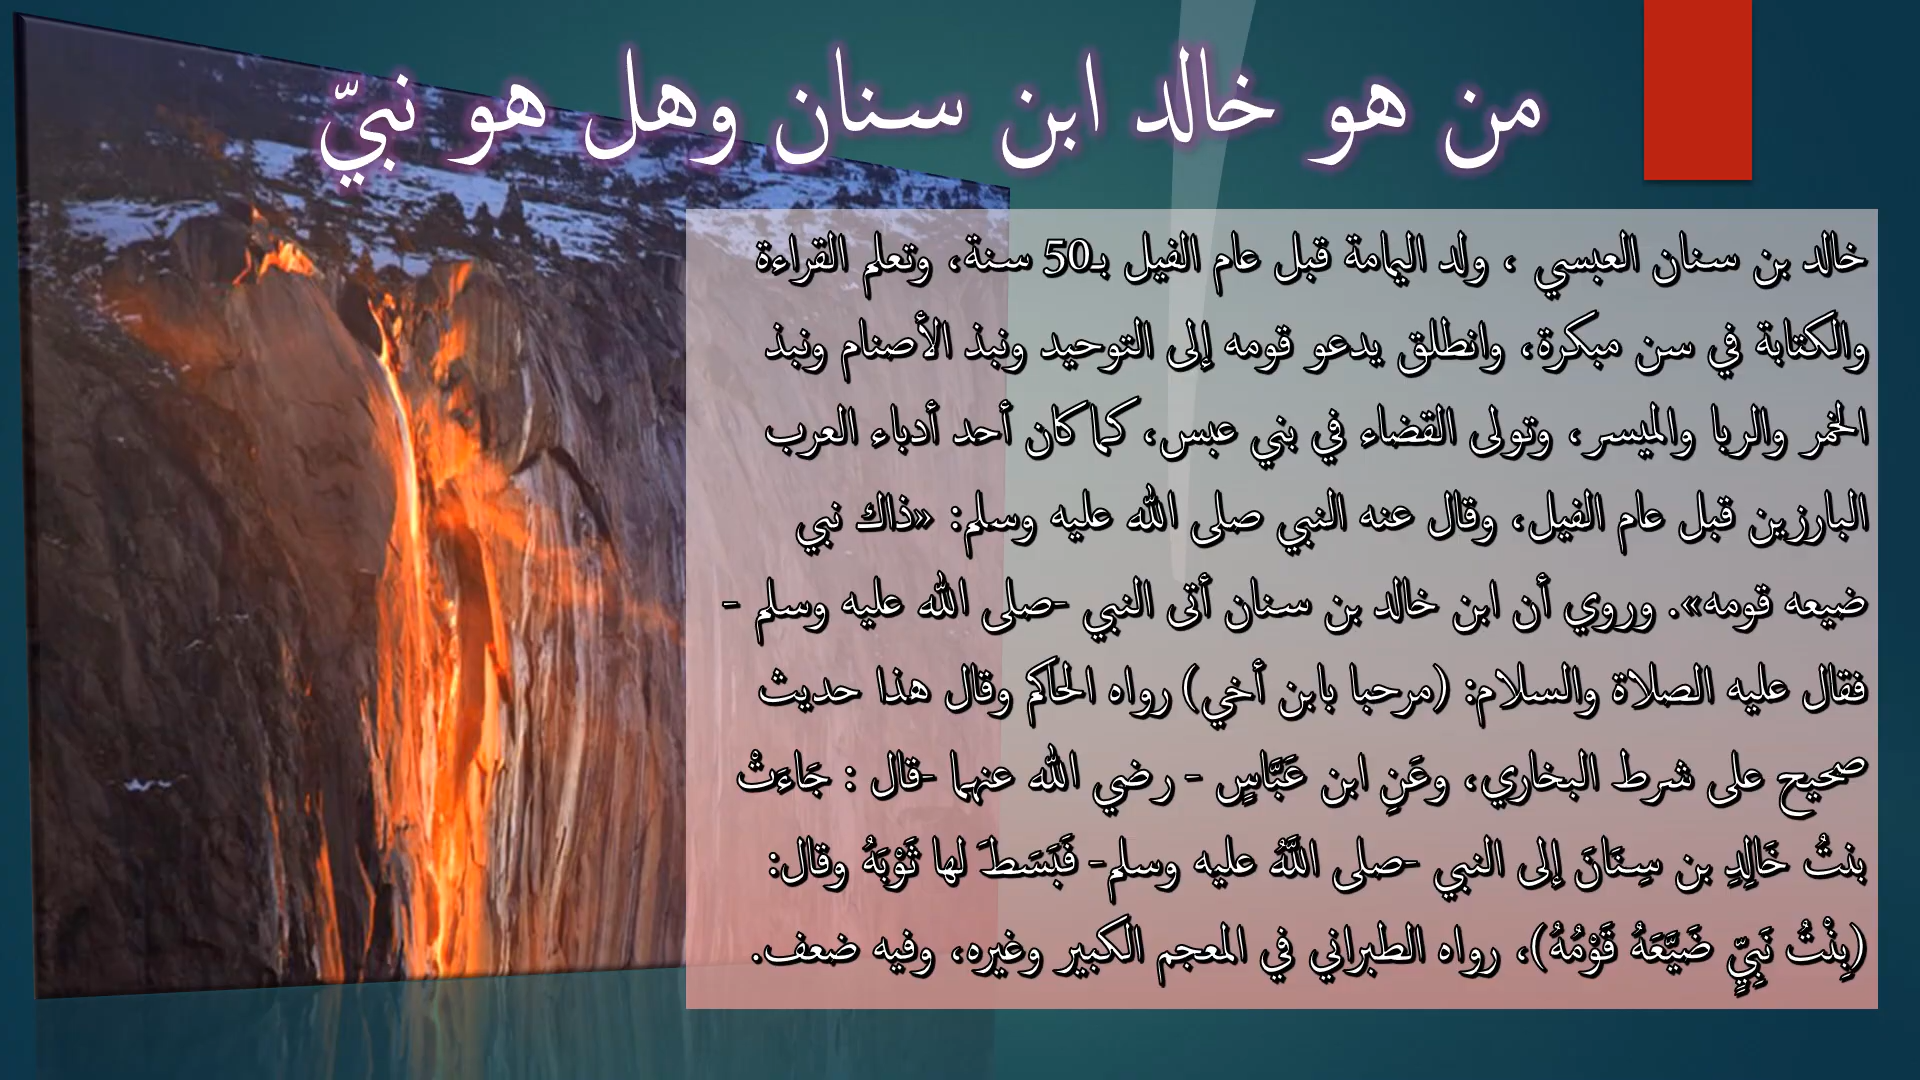 من هو خالد ابن سنان وهل هو نبيّ
خالد بن سنان العبسي ، ولد اليمامة قبل عام الفيل بـ50 سنة، وتعلم القراءة
والكتابة في سن مبكرة، وانطلق يدعو قومه إلى التوحيد ونبذ الأصنام ونبذ
الخمر والربا والميسر، وتولى القضاء في بني عبس، كما كان أحد أدباء العرب
البارزين قبل عام الفيل، وقال عنه النبي صلى الله عليه وسلم: «ذاك نبي
ضيعه قومه». وروي أن ابن خالد بن سنان أتى النبي -صلى الله عليه وسلم -
فقال عليه الصلاة والسلام: (مرحبا بابن أخي) رواه الحاكم وقال هذا حديث
صحيح على شرط البخاري، وعَنِ ابن عَبَّاسٍ - رضي الله عنهما -قال : جَاءَتْ
بنتُ خَالِدِ بن سِنَانَ إلى النبي -صلى اللَّهُ عليه وسلم- فَبَسَطَ لها ثَوْبَهُ وقال:
(بِنْتُ نَبِيٍّ ضَيَّعَهُ قَوْمُهُ)، رواه الطبراني في المعجم الكبير وغيره، وفيه ضعف.